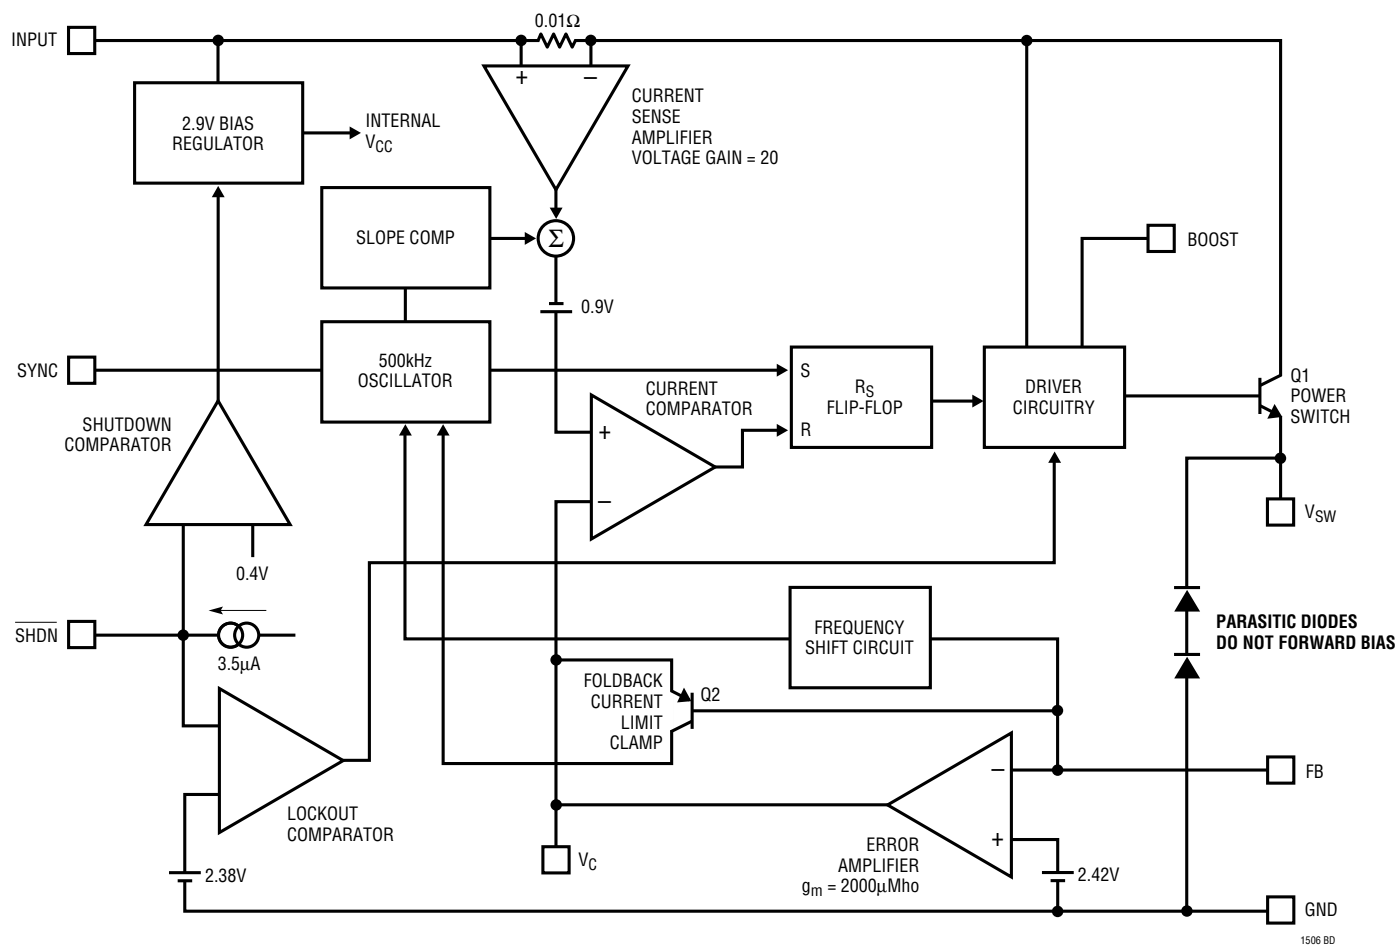 0.01Ω
INPUT
+
–
2.9V BIAS
REGULATOR
INTERNAL
VCC
CURRENT
SENSE
AMPLIFIER
VOLTAGE GAIN = 20
SLOPE COMP
Σ
BOOST
0.9V
SYNC
500kHz
OSCILLATOR
S
R
RS
FLIP-FLOP
DRIVER
CIRCUITRY
Q1
POWER
SWITCH
CURRENT
COMPARATOR
SHUTDOWN
COMPARATOR
+
–
VSW
0.4V
SHDN
3.5µA
FREQUENCY
SHIFT CIRCUIT
PARASITIC DIODES
DO NOT FORWARD BIAS
FOLDBACK
CURRENT
LIMIT
CLAMP
Q2
–
FB
LOCKOUT
COMPARATOR
+
ERROR
AMPLIFIER
gm = 2000µMho
VC
2.38V
2.42V
GND
1506 BD